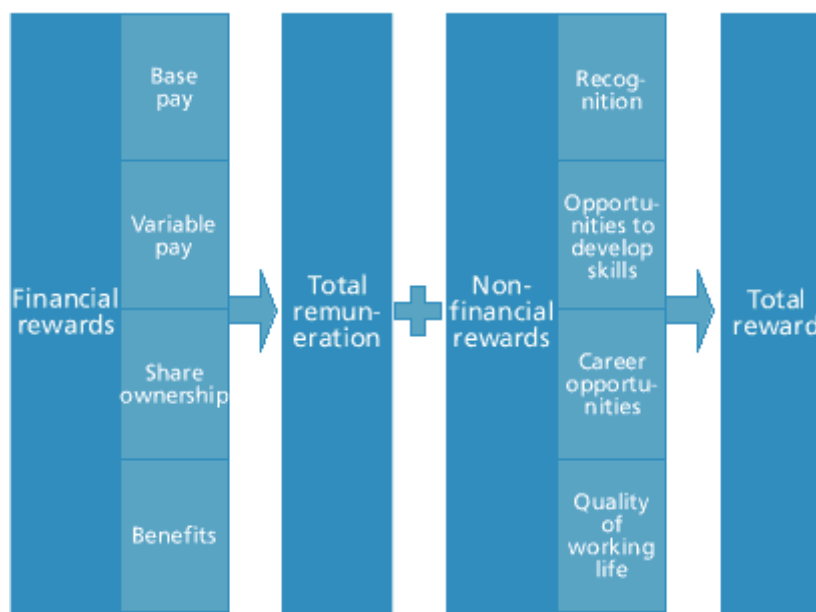 Financial
rewards
Base
pay
Variable
pay
Share
ownership
Benefits
Total
remun-
eration
Non-
financial
rewards
Recog-
nition
Opportu-
nities to
develop
skills
Career
opportu-
nities
Quality
of
working
life
Total
reward